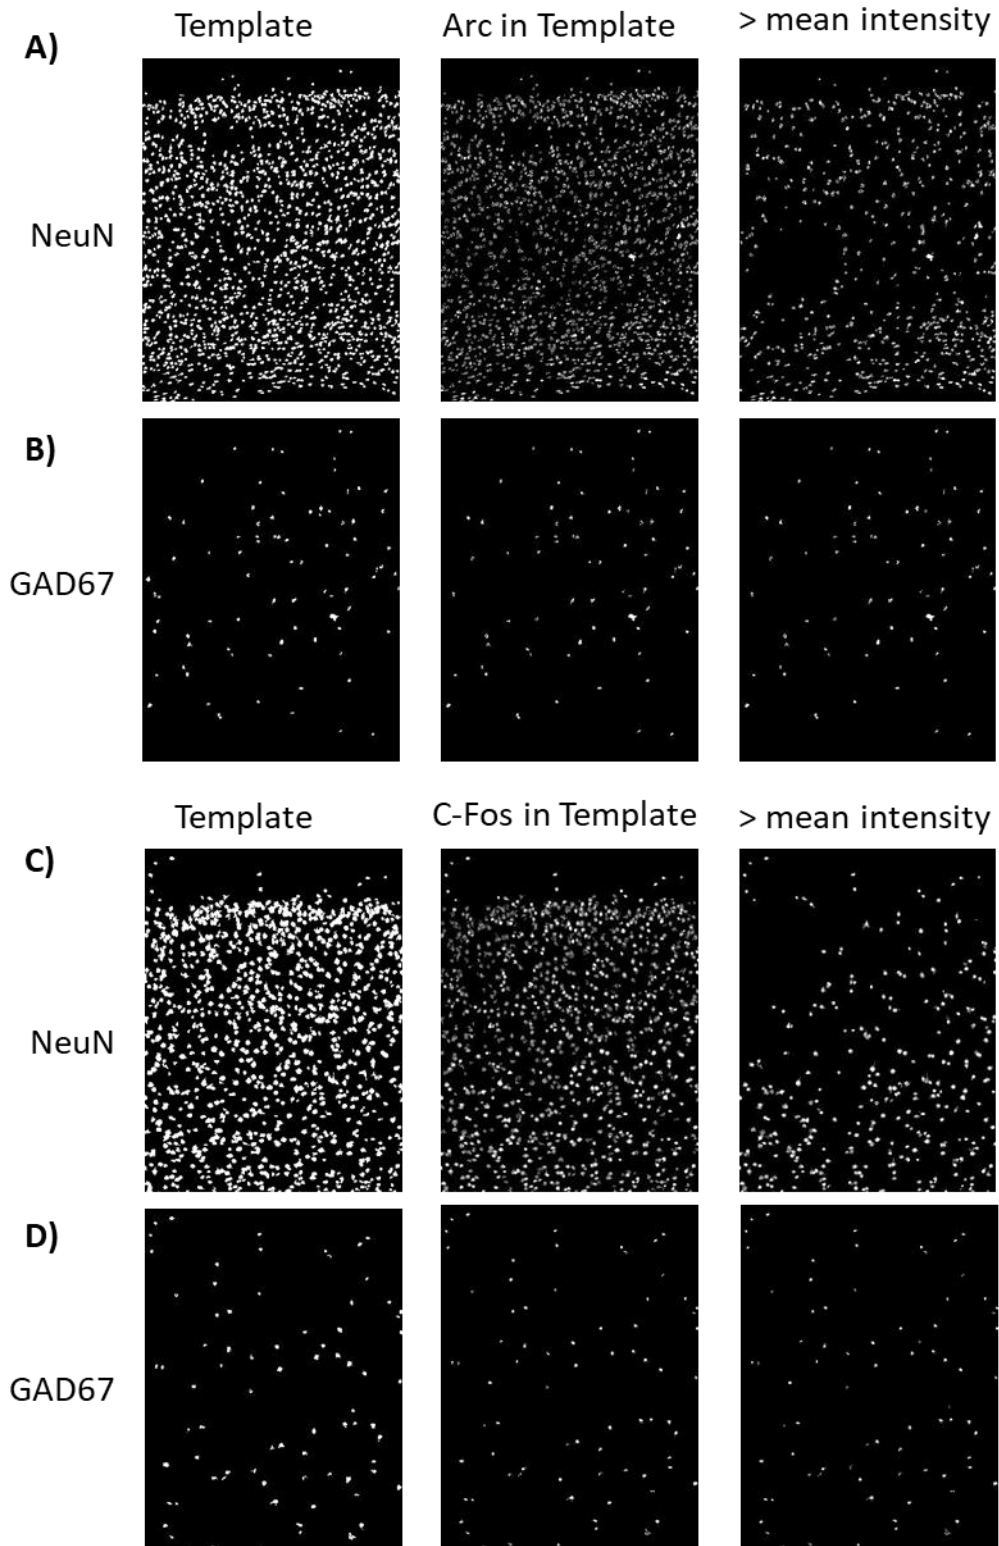 Template Arc in Template > mean intensity
A)
NeuN
B)
GAD67
Template C-Fos in Template > mean intensity
C)
NeuN
D)
GAD67